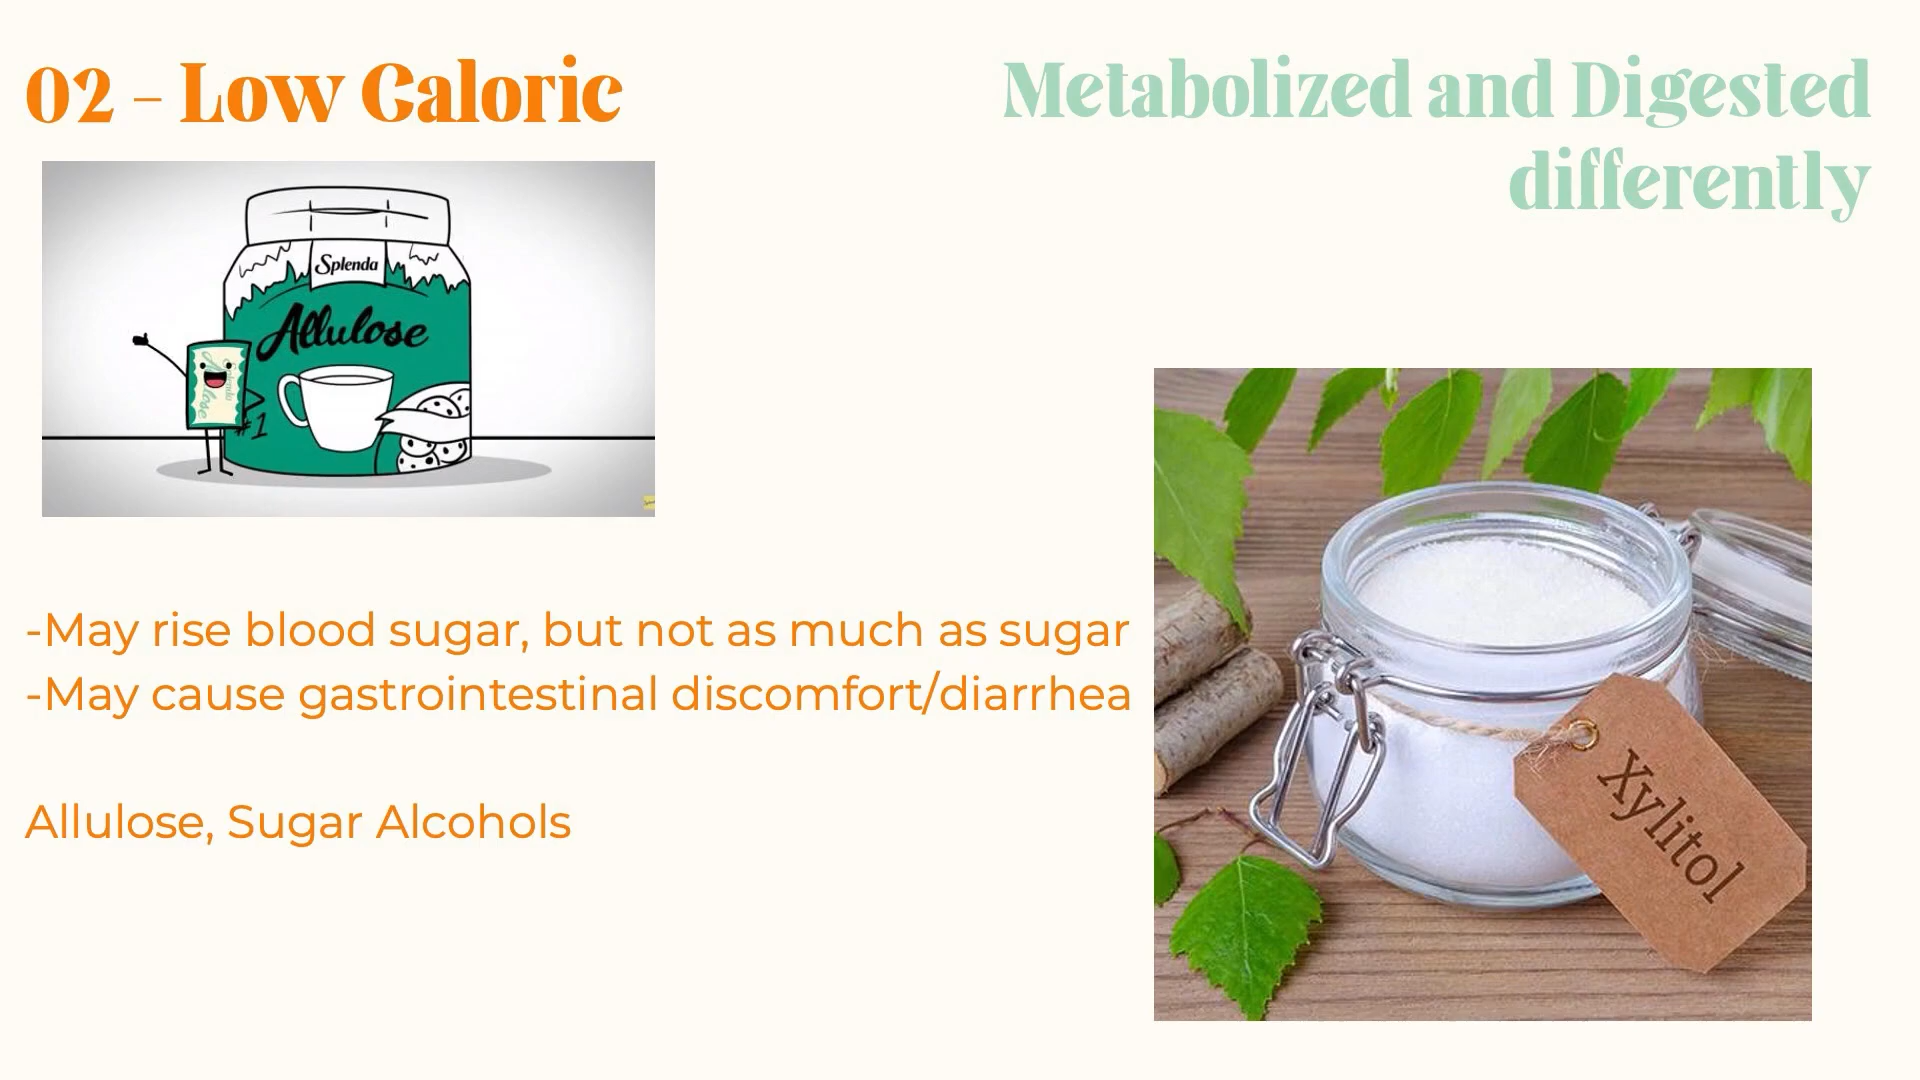 02 – Low Caloric
Metabolized and Digested
differently
Splenda
Allulose
#1
-May rise blood sugar, but not as much as sugar
-May cause gastrointestinal discomfort/diarrhea
Allulose, Sugar Alcohols
Xylitol